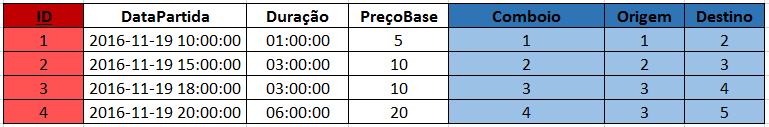 ID DataPartida Duração PreçoBase Comboio Origem Destino
1 2016-11-19 10:00:00 01:00:00 5 1 1 2
2 2016-11-19 15:00:00 03:00:00 10 2 2 3
3 2016-11-19 18:00:00 03:00:00 10 3 3 4
4 2016-11-19 20:00:00 06:00:00 20 4 3 5